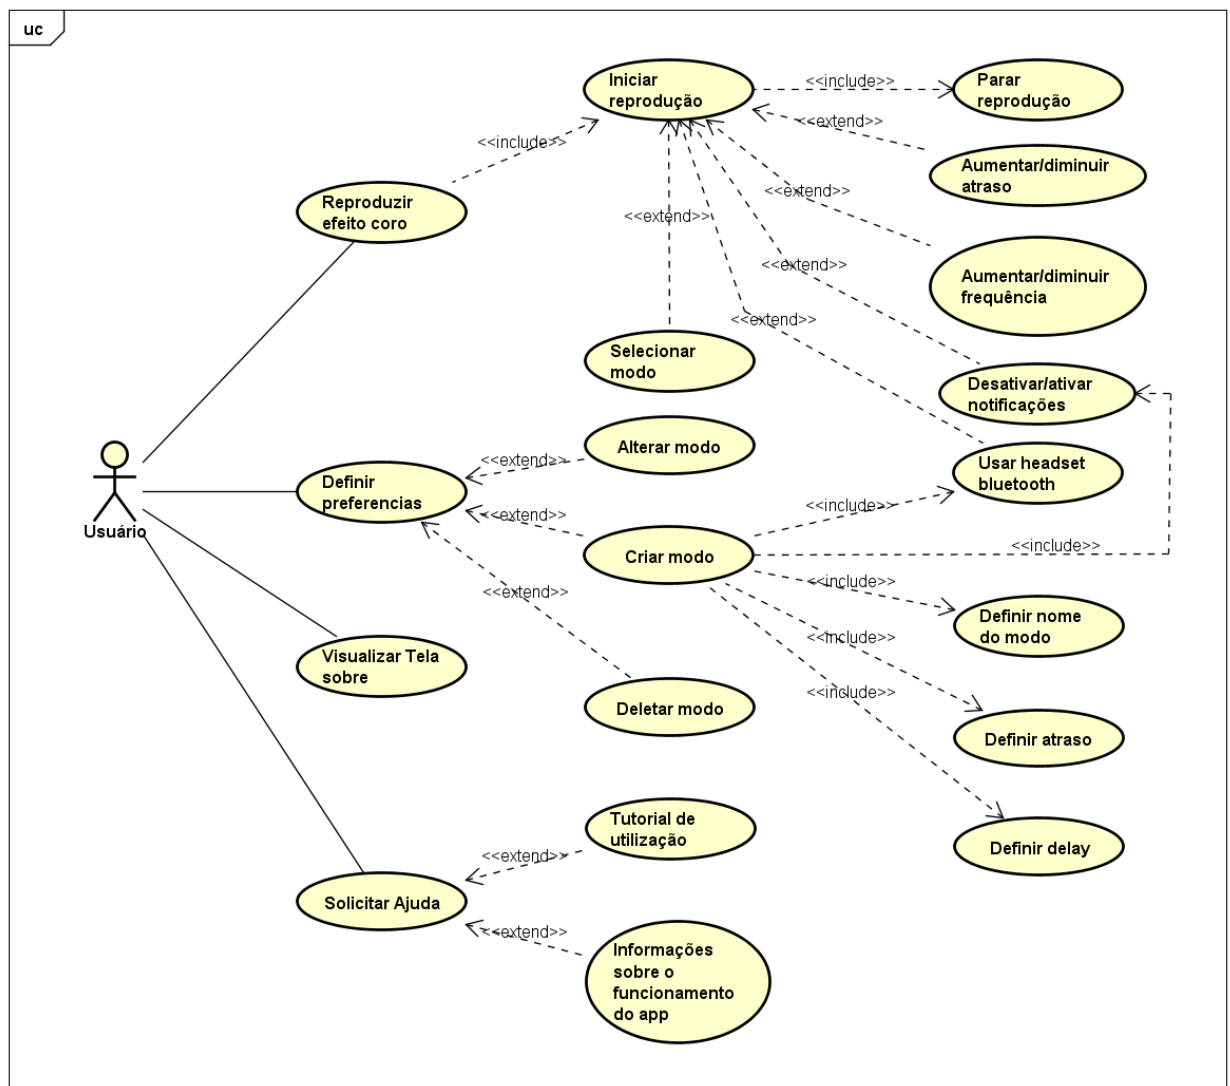 uc
Iniciar
reprodução
<<include>>
Parar
reprodução
<<extend>>
<<include>>
Aumentar/diminuir
atraso
Reproduzir
efeito coro
<<extend>>
<<extend>>
Aumentar/diminuir
frequência
<<extend>>
<<extend>>
Selecionar
modo
Desativar/ativar
notificações
Alterar modo
<<extend>>
Usar headset
bluetooth
Definir
preferencias
Usuário
<<extend>>
<<include>>
Criar modo
<<include>>
<<include>>
<<extend>>
Definir nome
do modo
<<include>>
Visualizar Tela
sobre
<<include>>
Deletar modo
Definir atraso
Tutorial de
utilização
<<extend>>
Definir delay
Solicitar Ajuda
<<extend>>
Informações
sobre o
funcionamento
do app